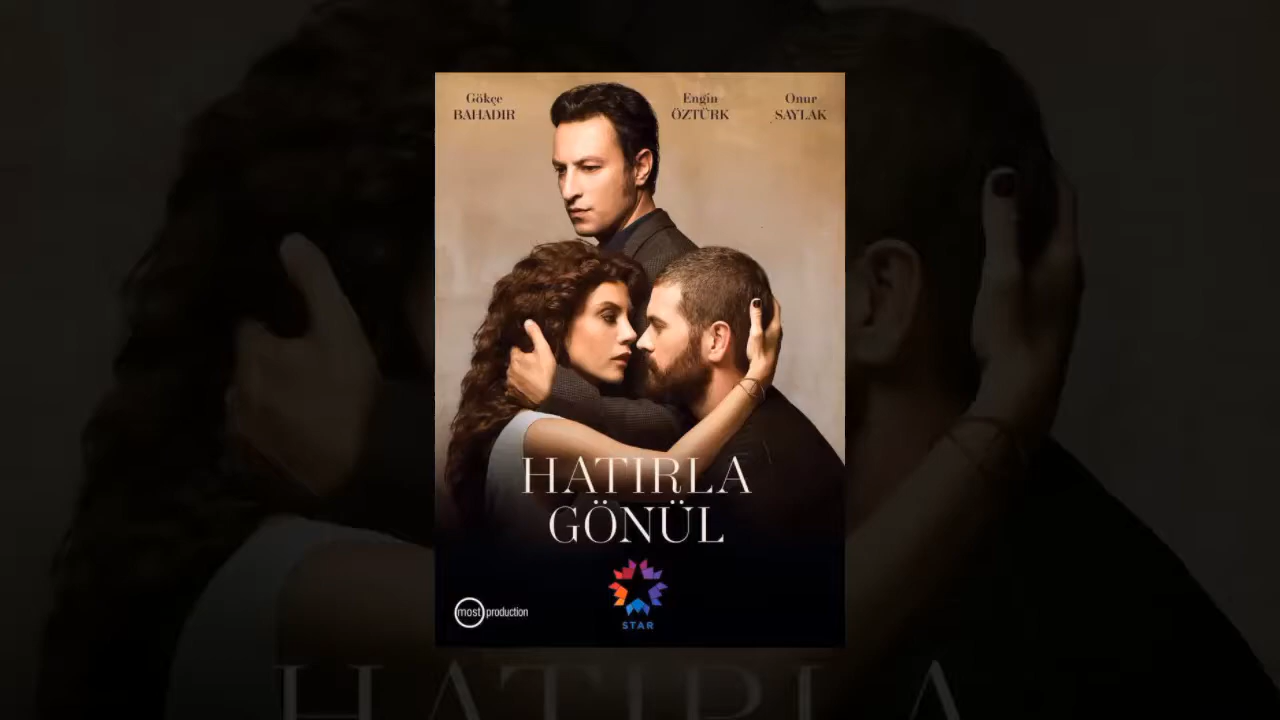 Gökçe
BAHADIR
Engin
ÖZTÜRK
Onur
SAYLAK
HATIRLA
GÖNÜL
most production
STAR
HATIRLA